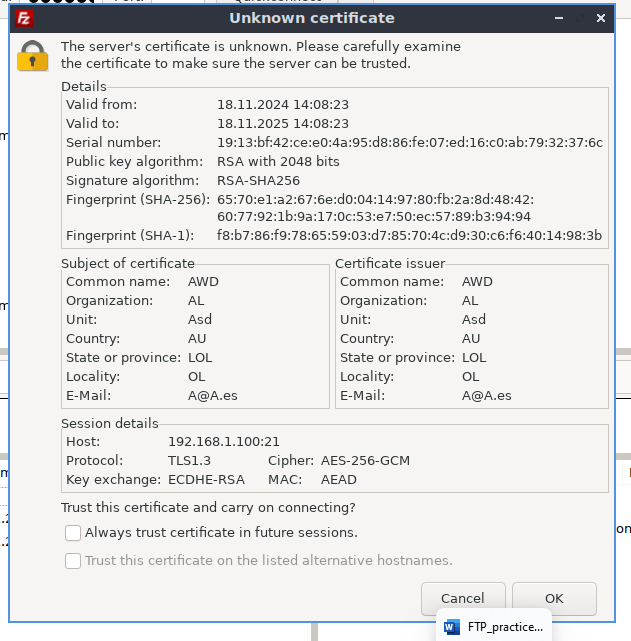 Unknown certificate
The server's certificate is unknown. Please carefully examine
the certificate to make sure the server can be trusted.
Details
Valid from: 18.11.2024 14:08:23
Valid to: 18.11.2025 14:08:23
Serial number: 19:13:bf:42:ce:e0:4a:95:d8:86:fe:07:ed:16:c0:ab:79:32:37:6c
Public key algorithm: RSA with 2048 bits
Signature algorithm: RSA-SHA256
Fingerprint (SHA-256): 65:70:e1:a2:67:6e:d0:04:14:97:80:fb:2a:8d:48:42:
60:77:92:1b:9a:17:0c:53:e7:50:ec:57:89:b3:94:94
Fingerprint (SHA-1): f8:b7:86:f9:78:65:59:03:d7:85:70:4c:d9:30:c6:f6:40:14:98:3b
Subject of certificate
Common name: AWD
Organization: AL
Unit: Asd
Country: AU
State or province: LOL
Locality: OL
E-Mail: A@A.es
Certificate issuer
Common name: AWD
Organization: AL
Unit: Asd
Country: AU
State or province: LOL
Locality: OL
E-Mail: A@A.es
Session details
Host: 192.168.1.100:21
Protocol: TLS1.3 Cipher: AES-256-GCM
Key exchange: ECDHE-RSA MAC: AEAD
Trust this certificate and carry on connecting?
Always trust certificate in future sessions.
Trust this certificate on the listed alternative hostnames.
Cancel OK
FTP_practice...